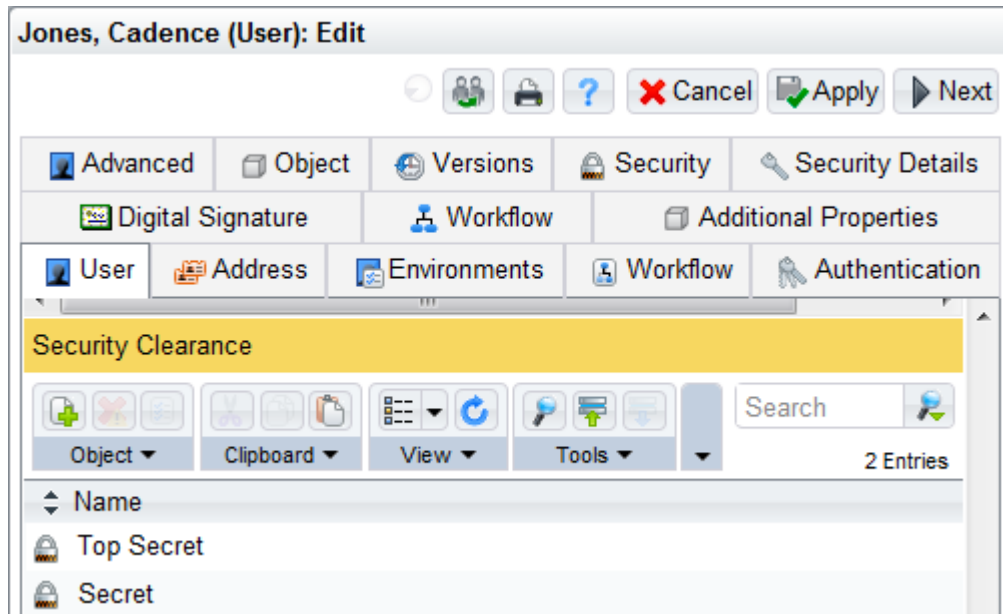 Jones, Cadence (User): Edit
? Cancel Apply Next
Advanced Object Versions Security Security Details
Digital Signature Workflow Additional Properties
User Address Environments Workflow Authentication
Security Clearance
Search
Object Clipboard View Tools 2 Entries
Name
Top Secret
Secret